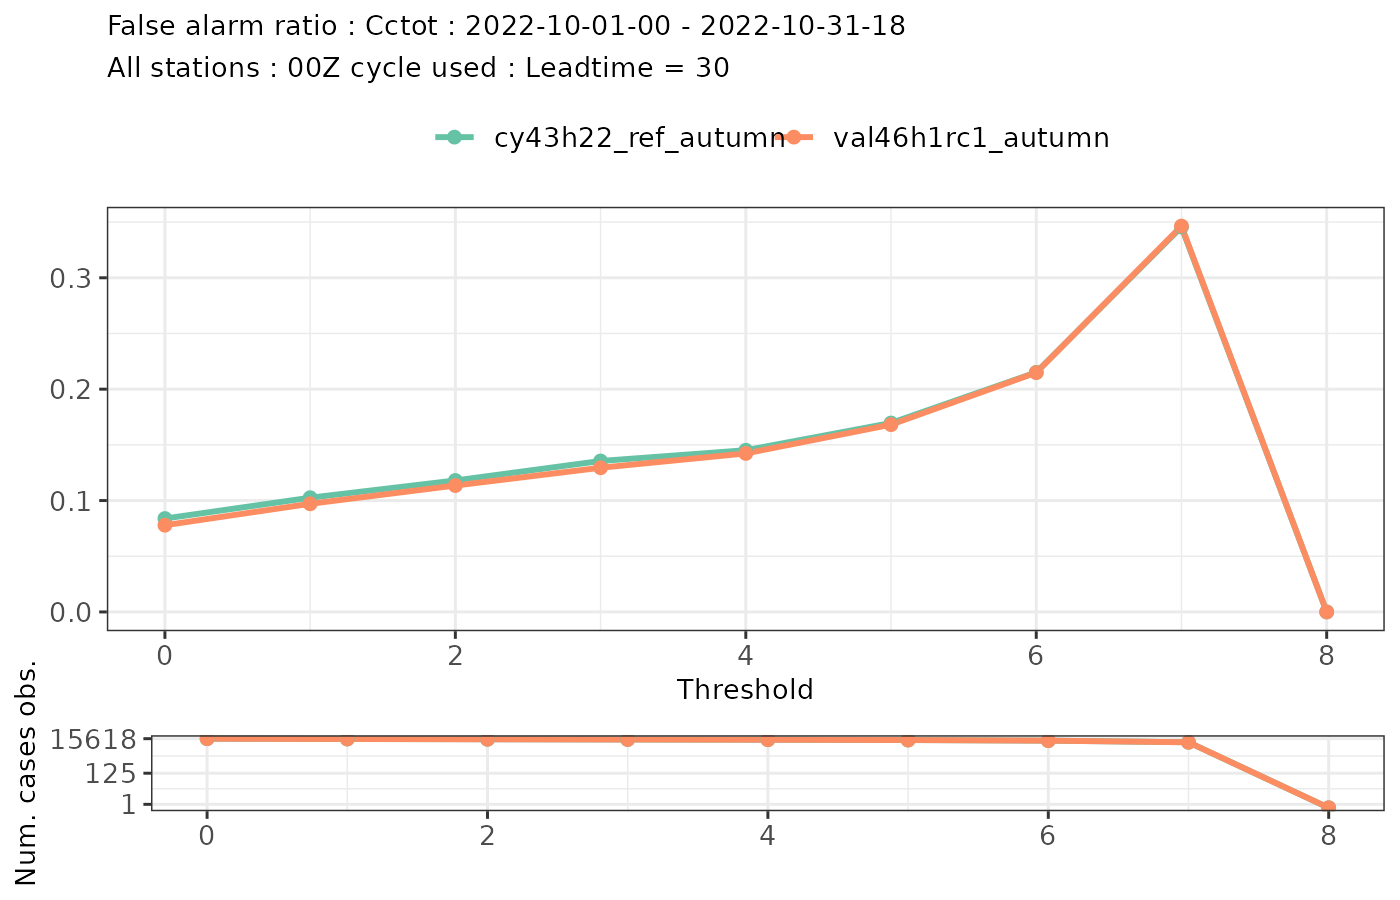 False alarm ratio : Cctot : 2022-10-01-00 - 2022-10-31-18
All stations : 00Z cycle used : Leadtime = 30
cy43h22_ref_autumn val46h1rc1_autumn
0.3
0.2
0.1
0.0
0 2 4 6 8
Threshold
Num. cases obs.
15618
125
1
0 2 4 6 8